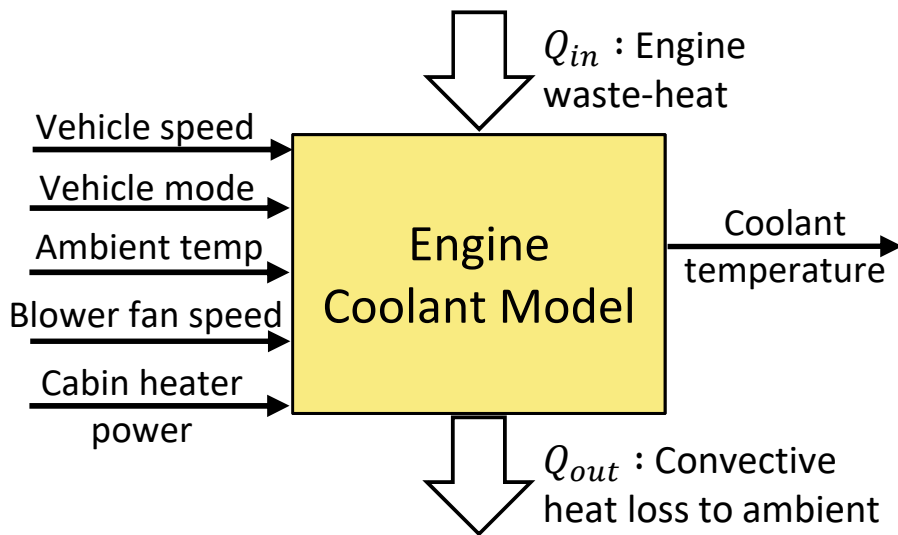 Q_in : Engine
waste-heat
Vehicle speed
Vehicle mode
Ambient temp
Blower fan speed
Cabin heater
power
Engine
Coolant Model
Coolant
temperature
Q_out : Convective
heat loss to ambient